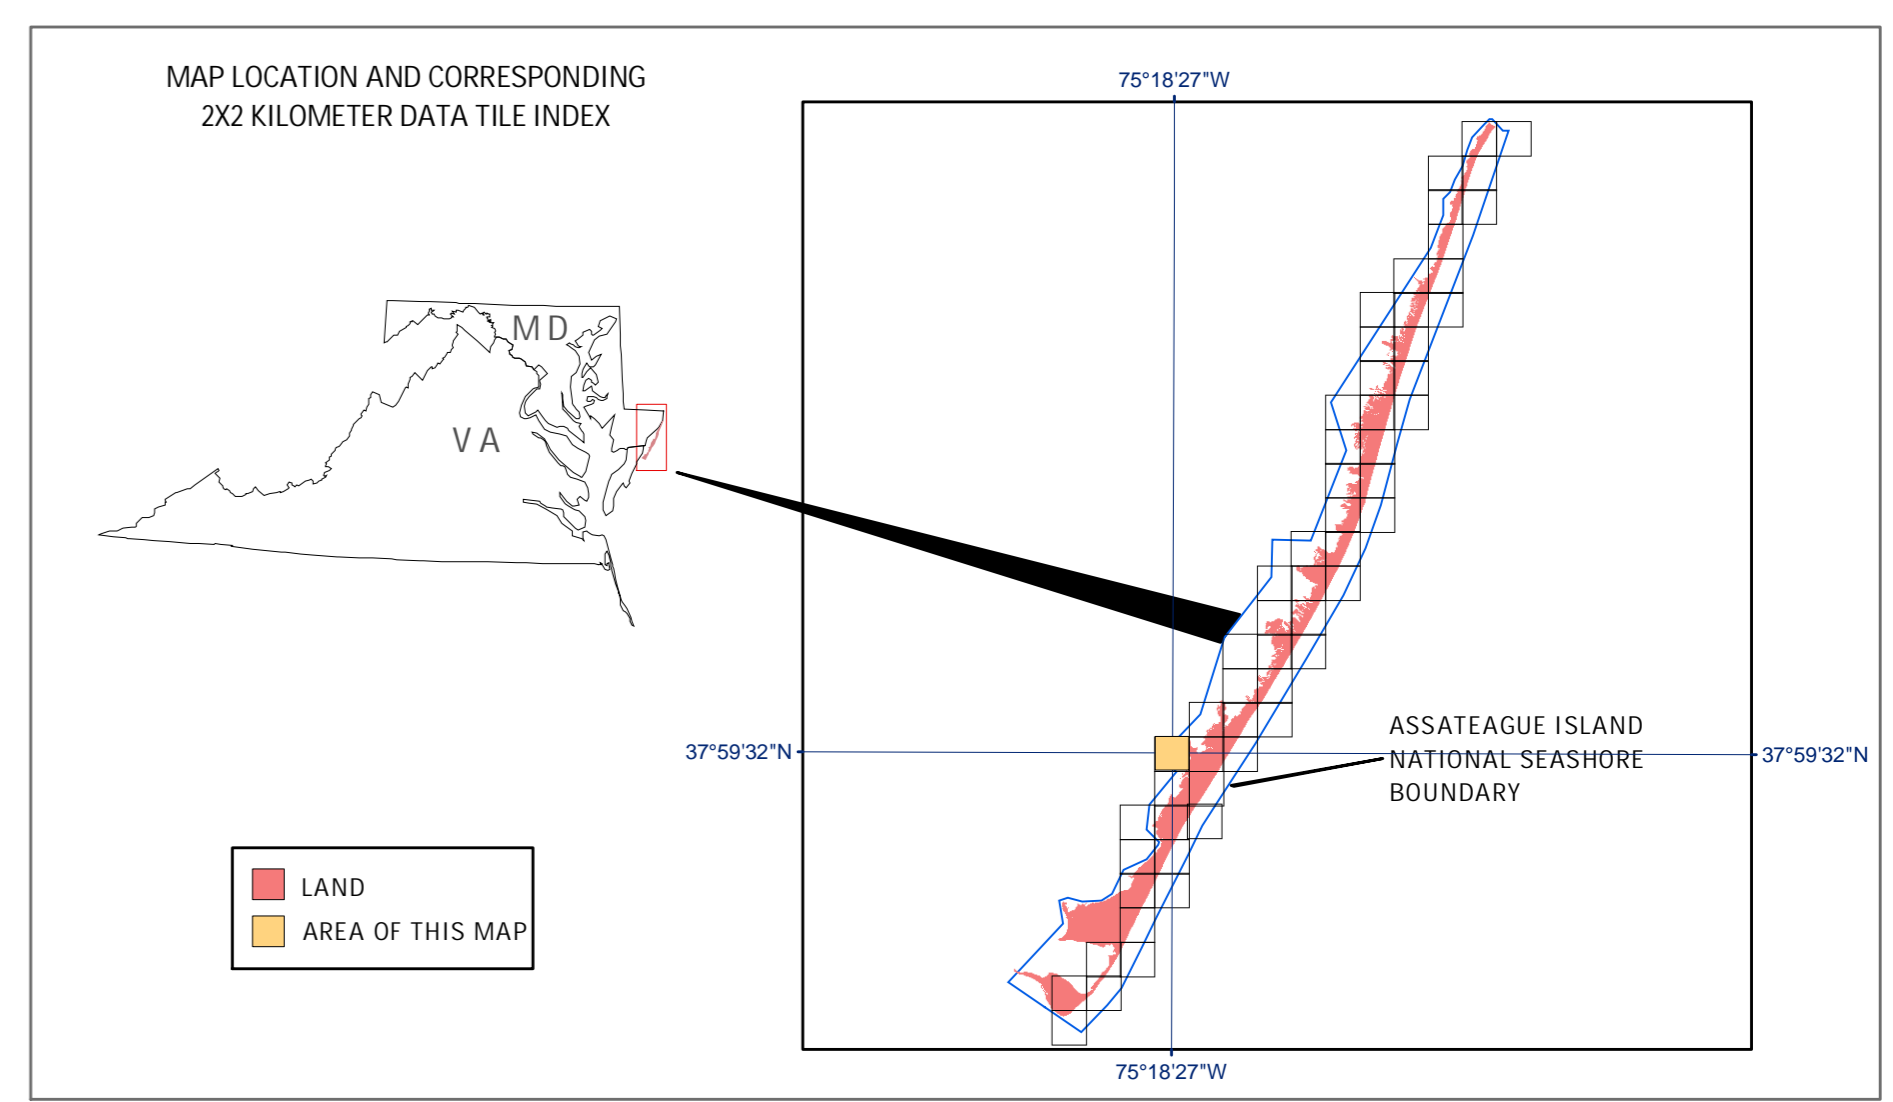 MAP LOCATION AND CORRESPONDING
2X2 KILOMETER DATA TILE INDEX
75°18'27"W
MD
VA
37°59'32"N
37°59'32"N
ASSATEAGUE ISLAND
NATIONAL SEASHORE
BOUNDARY
LAND
AREA OF THIS MAP
75°18'27"W